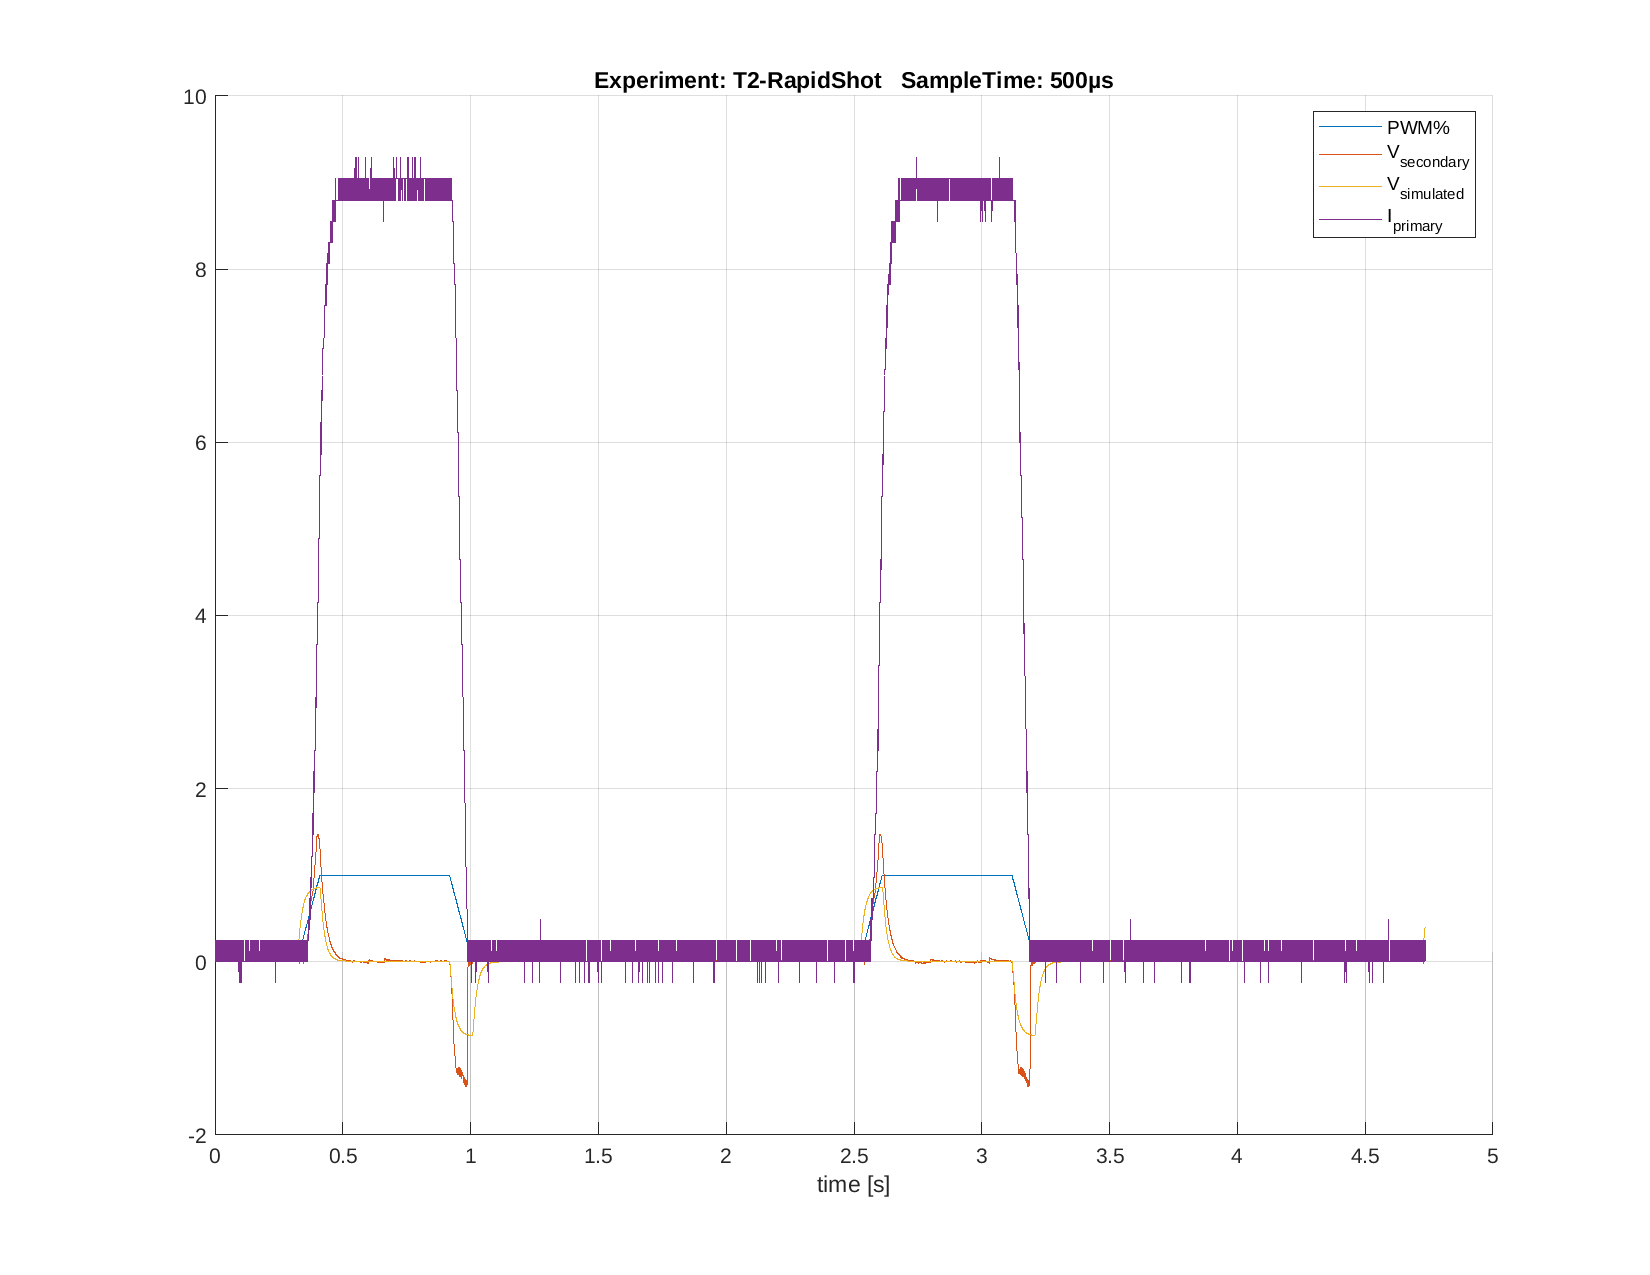 Experiment: T2-RapidShot   SampleTime: 500µs
10
8
6
4
2
0
-2
PWM%
Vsecondary
Vsimulated
Iprimary
0 0.5 1 1.5 2 2.5 3 3.5 4 4.5 5
time [s]